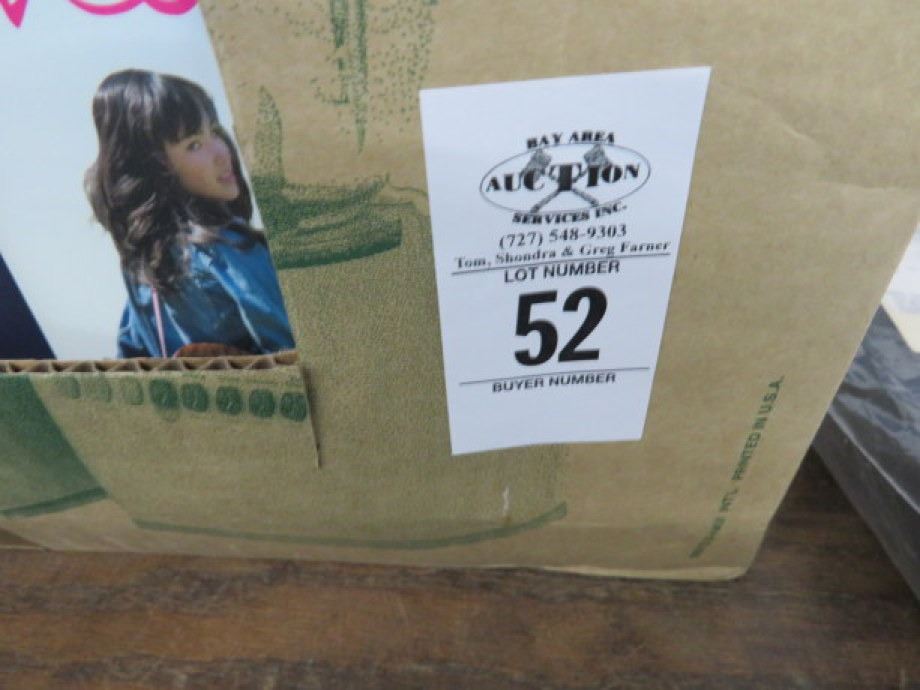 BAY AREA
AUCTION
SERVICES INC.
(727) 548-9303
Tom, Shondra & Greg Farner
LOT NUMBER
52
BUYER NUMBER
INT'L PRINTED IN U.S.A.